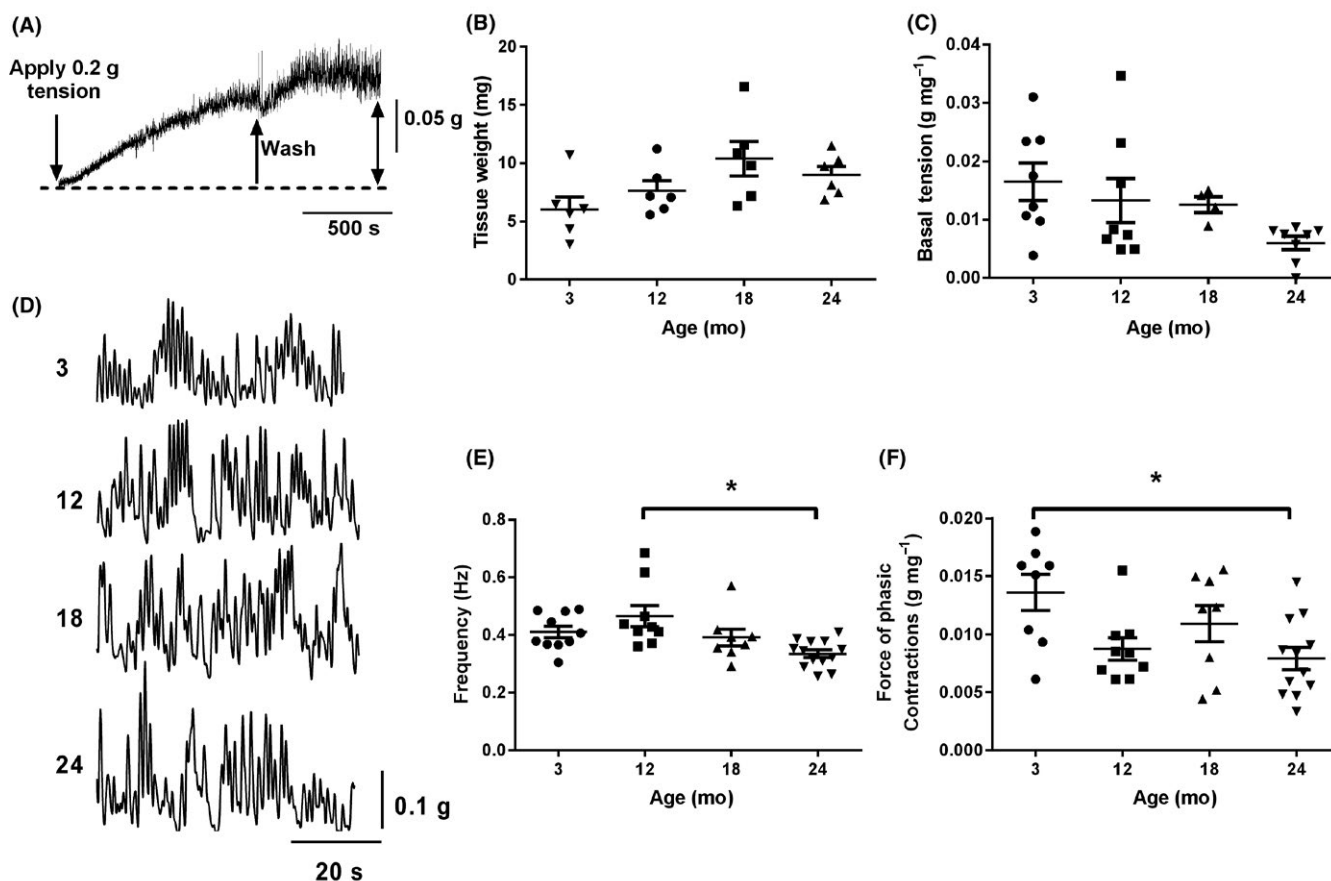 (A)
Apply 0.2 g
tension
Wash
0.05 g
500 s
(B)
Tissue weight (mg)
20
15
10
5
0
3 12 18 24
Age (mo)
(C)
Basal tension (g mg⁻¹)
0.04
0.03
0.02
0.01
0.00
3 12 18 24
Age (mo)
(D)
3
12
18
24
0.1 g
20 s
(E)
*
Frequency (Hz)
0.8
0.6
0.4
0.2
0.0
3 12 18 24
Age (mo)
(F)
*
Force of phasic
Contractions (g mg⁻¹)
0.020
0.015
0.010
0.005
0.000
3 12 18 24
Age (mo)